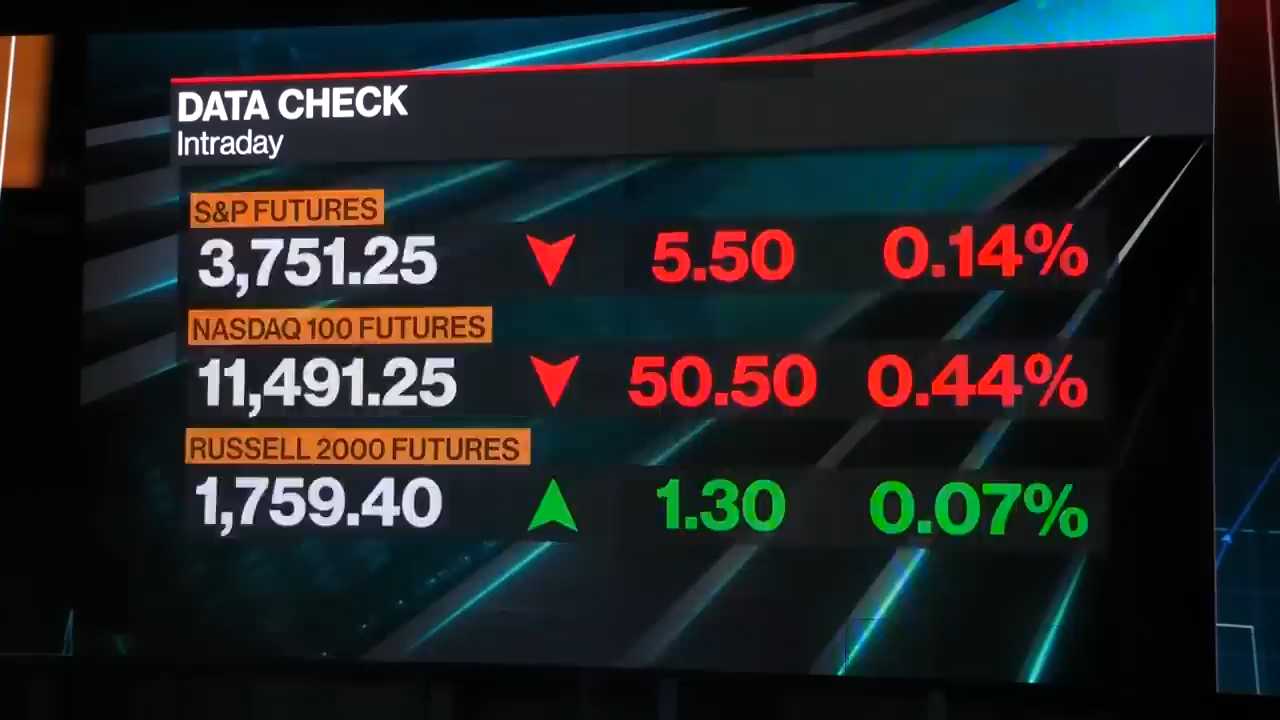 DATA CHECK
Intraday
S&P FUTURES
3,751.25 5.50 0.14%
NASDAQ 100 FUTURES
11,491.25 50.50 0.44%
RUSSELL 2000 FUTURES
1,759.40 1.30 0.07%